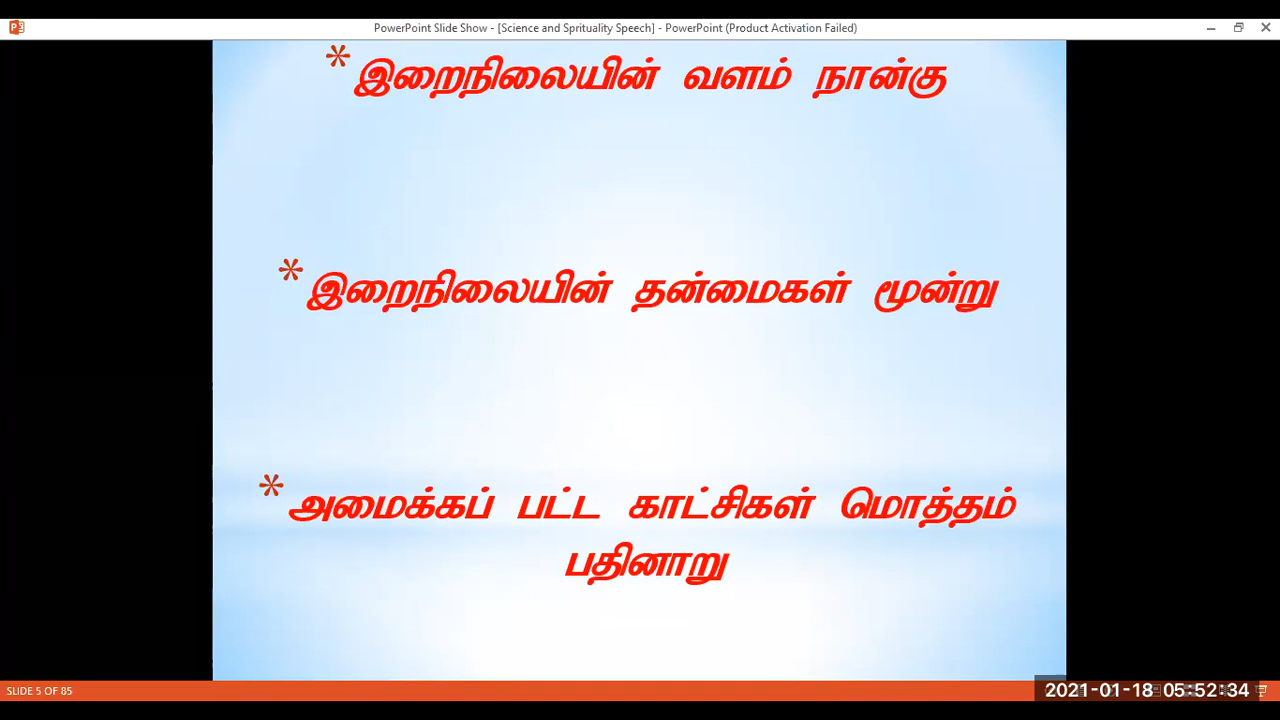 PowerPoint Slide Show - [Science and Sprituality Speech] - PowerPoint (Product Activation Failed)
* இறைநிலையின் வளம் நான்கு
* இறைநிலையின் தன்மைகள் மூன்று
* அமைக்கப் பட்ட காட்சிகள் மொத்தம்
பதினாறு
SLIDE 5 OF 85
2021-01-18 05:52:34